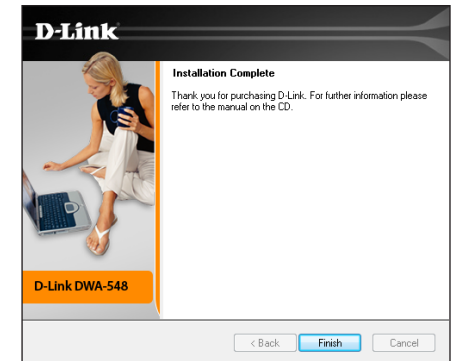 D-Link
Installation Complete
Thank you for purchasing D-Link. For further information please
refer to the manual on the CD.
D-Link DWA-548
< Back
Finish
Cancel